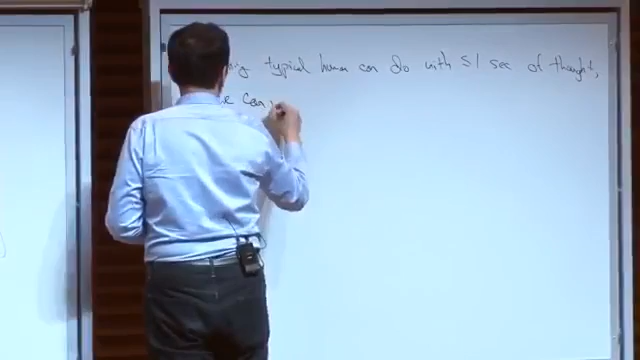 typical human can do with ≤1 sec of thought,
can